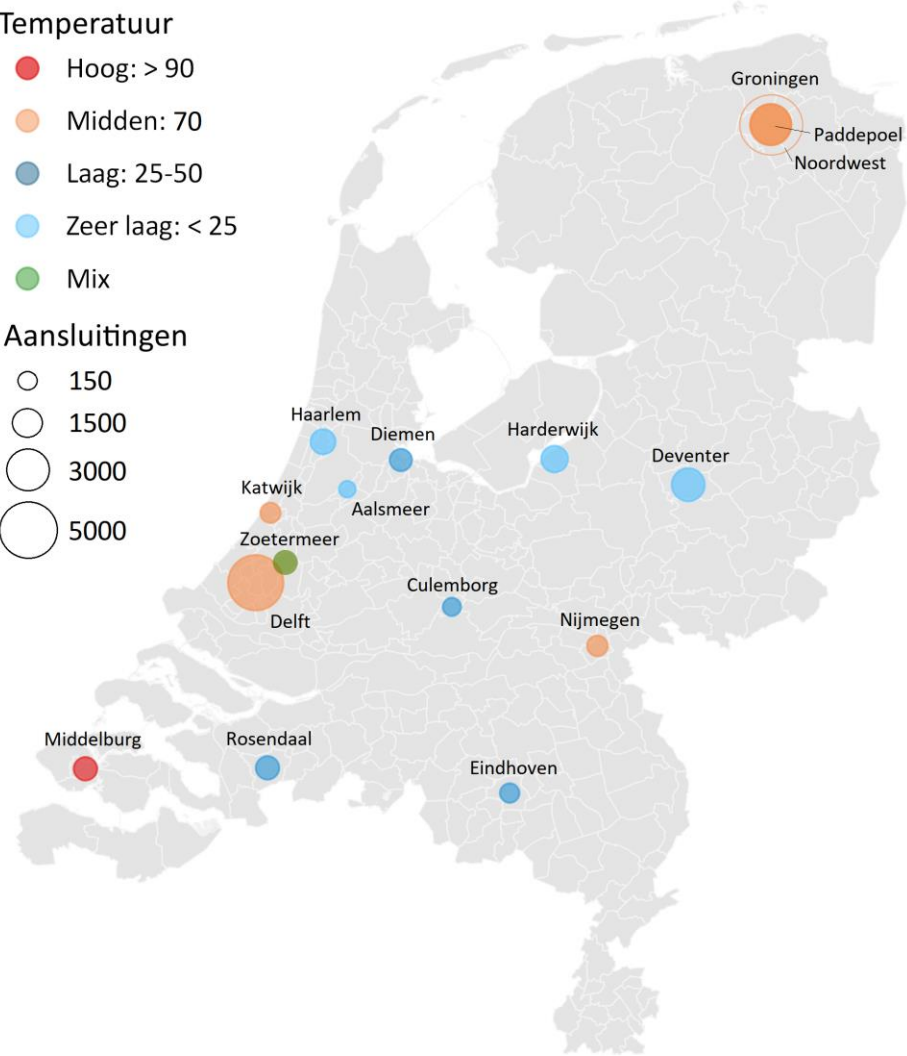 Temperatuur
Hoog: > 90
Midden: 70
Laag: 25-50
Zeer laag: < 25
Mix
Aansluitingen
150
1500
3000
5000
Groningen
Paddepoel
Noordwest
Haarlem
Diemen
Harderwijk
Deventer
Katwijk
Aalsmeer
Zoetermeer
Culemborg
Delft
Nijmegen
Middelburg
Rosendaal
Eindhoven